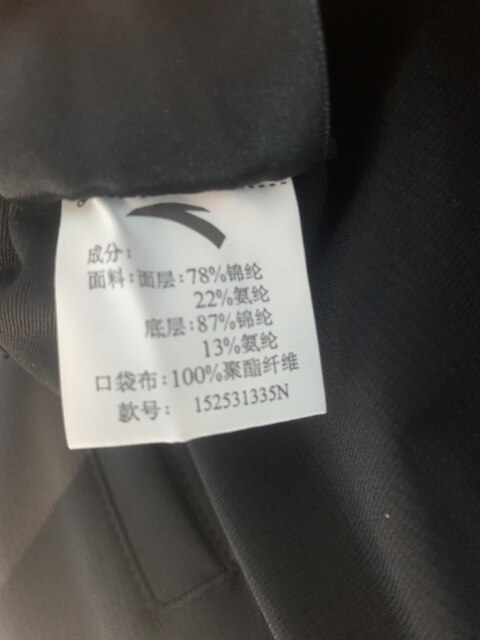 成分:
面料:面层:78%锦纶
22%氨纶
底层:87%锦纶
13%氨纶
口袋布:100%聚酯纤维
款号: 152531335N